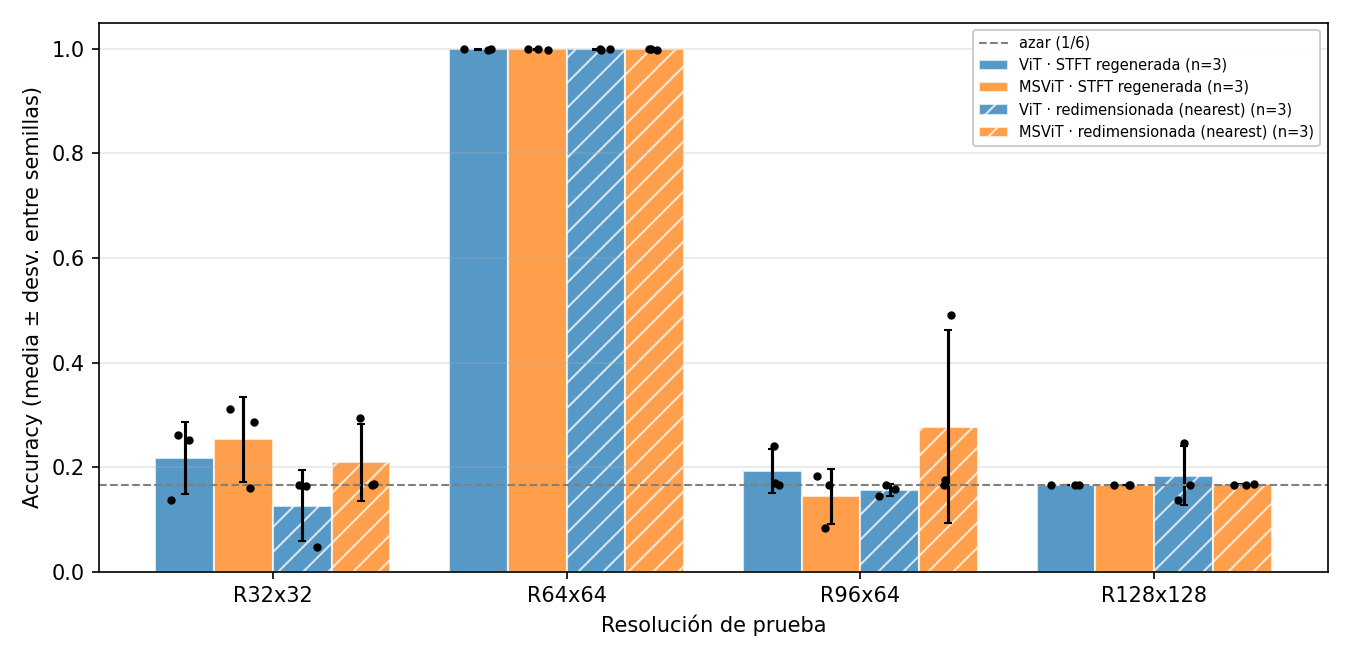 1.0
0.8
0.6
0.4
0.2
0.0
Accuracy (media ± desv. entre semillas)
azar (1/6)
ViT · STFT regenerada (n=3)
MSViT · STFT regenerada (n=3)
ViT · redimensionada (nearest) (n=3)
MSViT · redimensionada (nearest) (n=3)
R32x32 R64x64 R96x64 R128x128
Resolución de prueba